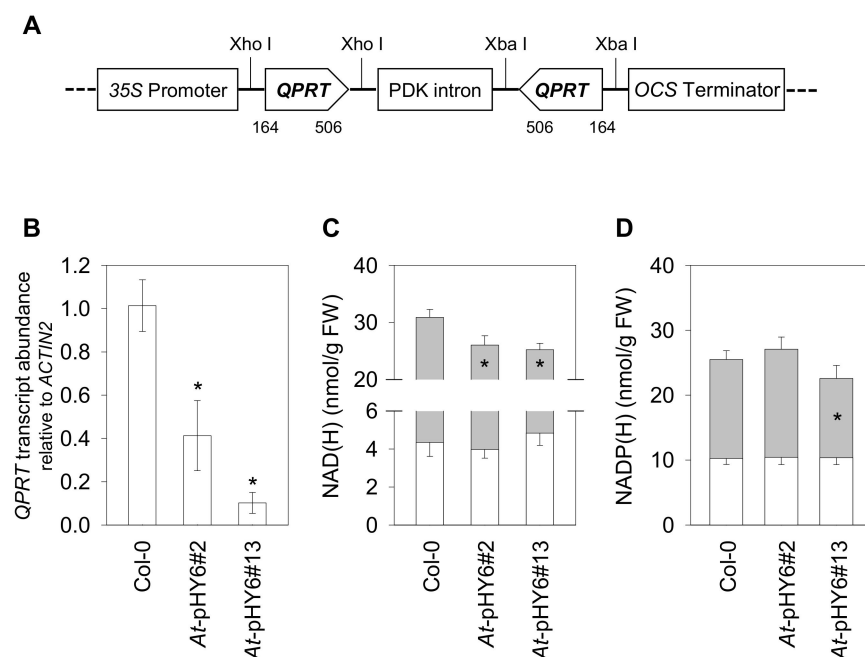 A
Xho I Xho I Xba I Xba I
35S Promoter QPRT PDK intron QPRT OCS Terminator
164 506 506 164
B
QPRT transcript abundance
relative to ACTIN2
1.2
1.0
0.8
0.6
0.4
0.2
0.0
*
*
Col-0
At-pHY6#2
At-pHY6#13
C
NAD(H) (nmol/g FW)
40
30
20
6
4
2
0
*
*
Col-0
At-pHY6#2
At-pHY6#13
D
NADP(H) (nmol/g FW)
40
30
20
10
0
*
Col-0
At-pHY6#2
At-pHY6#13